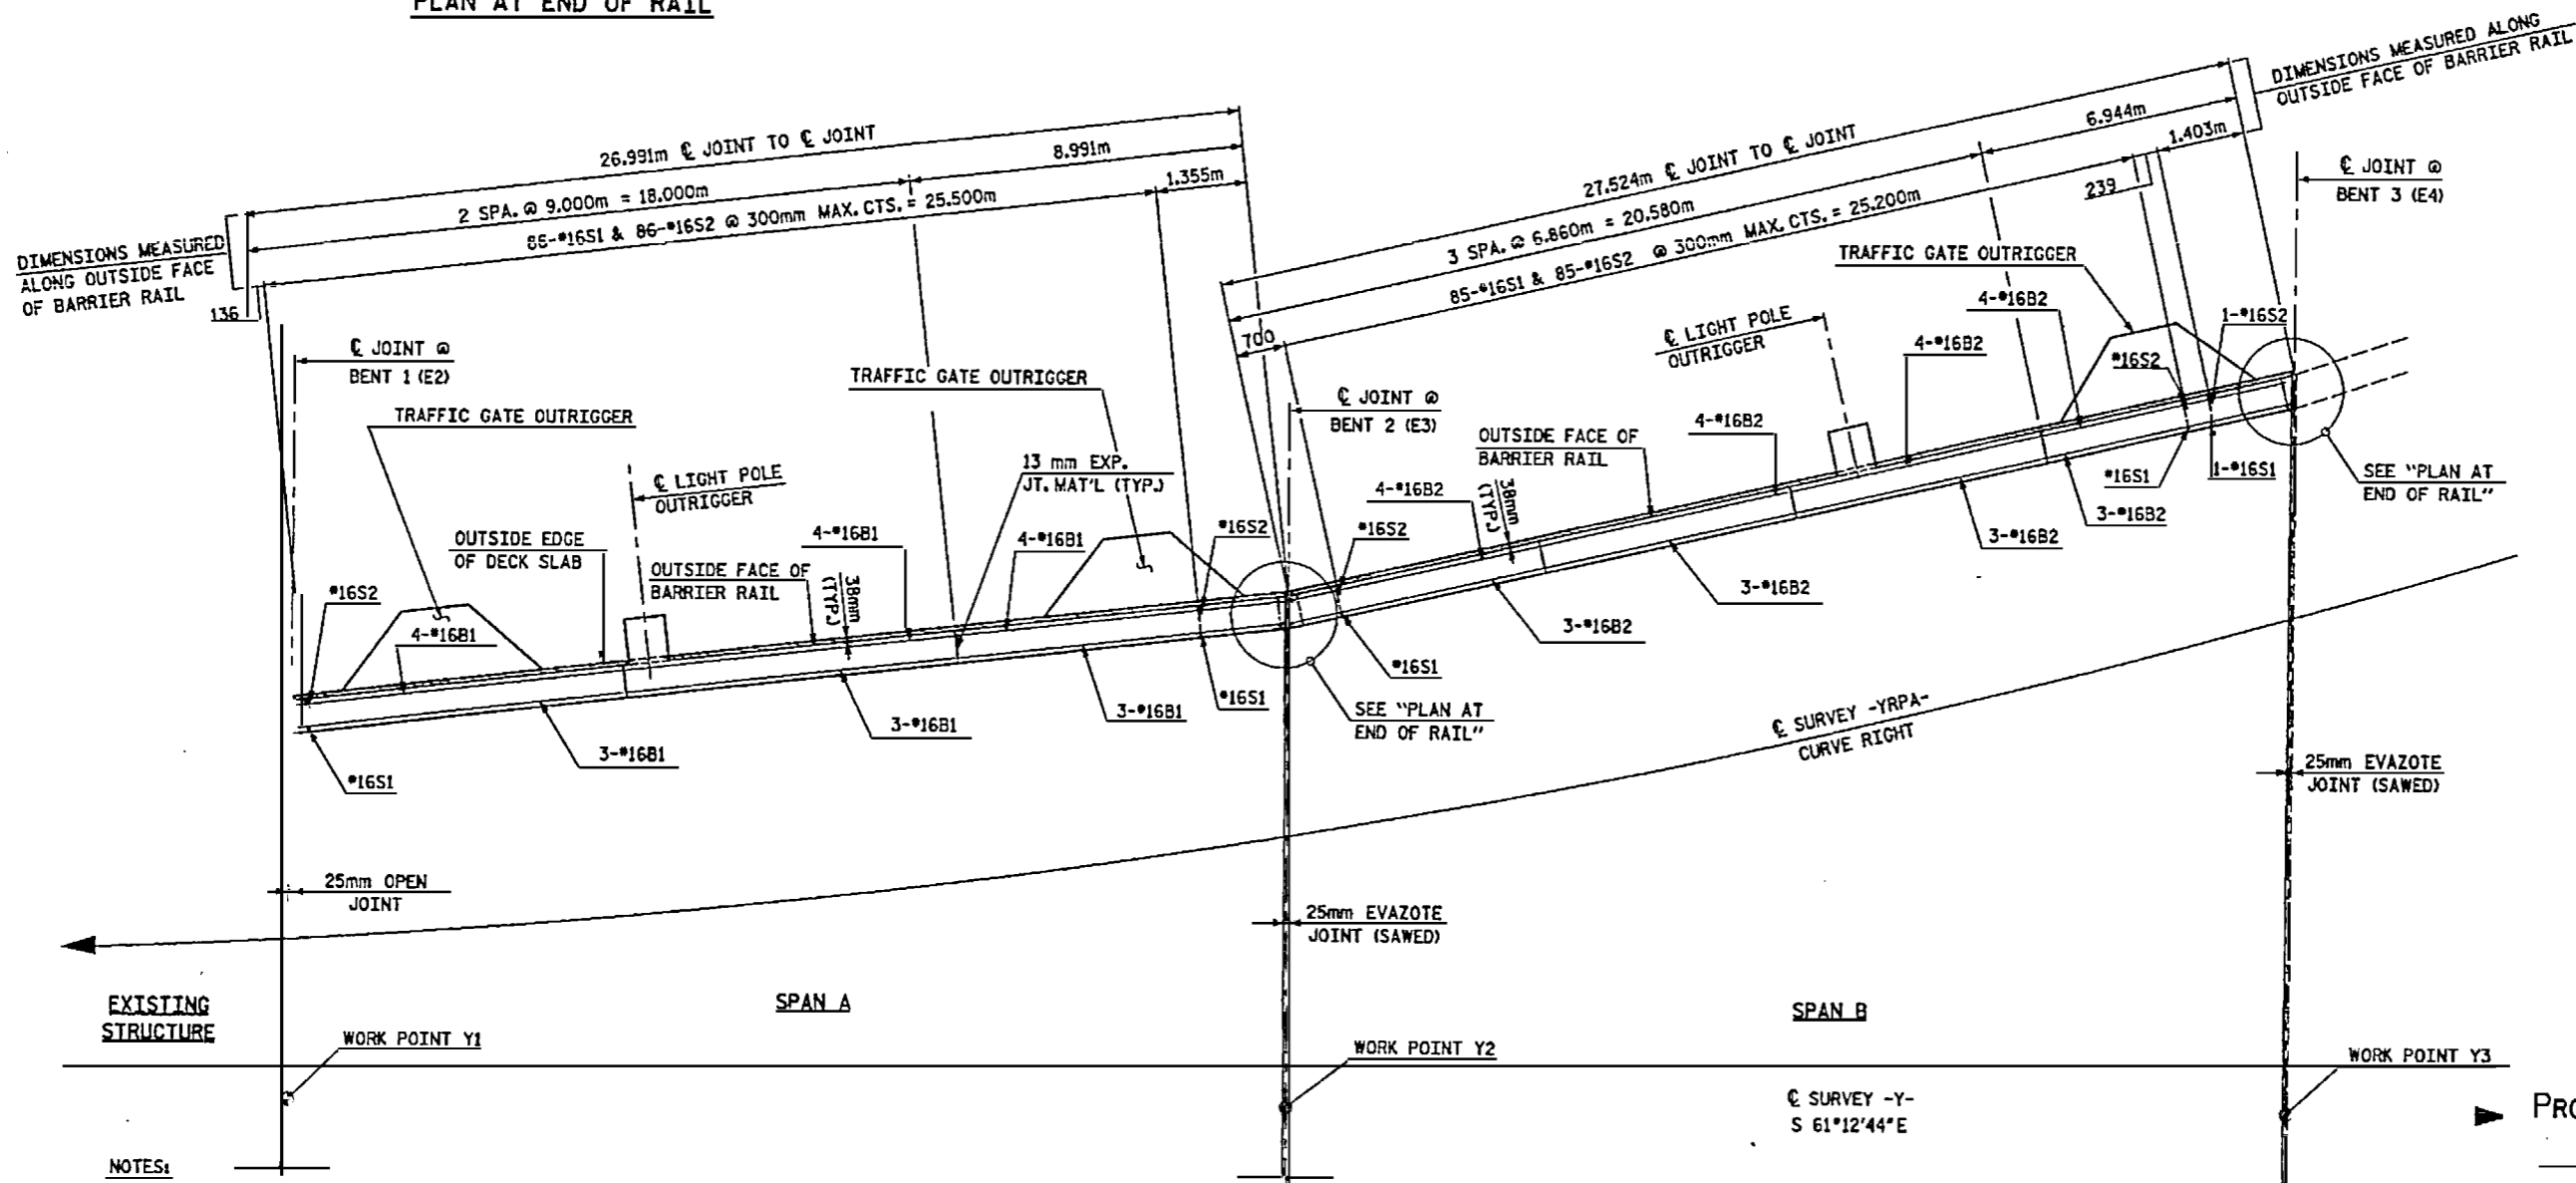 PLAN AT END OF RAIL
DIMENSIONS MEASURED ALONG
OUTSIDE FACE OF BARRIER RAIL
26.991m ℄ JOINT TO ℄ JOINT
2 SPA. @ 9.000m = 18.000m
8.991m
86-#16S1 & 86-#16S2 @ 300mm MAX. CTS. = 25.500m
1.355m
DIMENSIONS MEASURED
ALONG OUTSIDE FACE
OF BARRIER RAIL
136
27.524m ℄ JOINT TO ℄ JOINT
3 SPA. @ 6.860m = 20.580m
6.944m
85-#16S1 & 85-#16S2 @ 300mm MAX. CTS. = 25.200m
1.403m
239
700
℄ JOINT @
BENT 3 (E4)
TRAFFIC GATE OUTRIGGER
℄ LIGHT POLE
OUTRIGGER
4-#16B2
1-#16S2
4-#16B2
#16S2
℄ JOINT @
BENT 1 (E2)
TRAFFIC GATE OUTRIGGER
TRAFFIC GATE OUTRIGGER
℄ JOINT @
BENT 2 (E3)
4-#16B2
OUTSIDE FACE OF
BARRIER RAIL
13 mm EXP.
JT. MAT'L (TYP.)
℄ LIGHT POLE
OUTRIGGER
4-#16B2
38mm
(TYP.)
#16S1
1-#16S1
SEE "PLAN AT
END OF RAIL"
3-#16B2
3-#16B2
OUTSIDE EDGE
OF DECK SLAB
4-#16B1
4-#16B1
#16S2
#16S2
OUTSIDE FACE OF
BARRIER RAIL
38mm
(TYP.)
#16S2
4-#16B1
3-#16B2
3-#16B2
#16S1
#16S1
3-#16B1
3-#16B1
3-#16B1
#16S1
SEE "PLAN AT
END OF RAIL"
℄ SURVEY -YRPA-
CURVE RIGHT
25mm EVAZOTE
JOINT (SAWED)
25mm OPEN
JOINT
25mm EVAZOTE
JOINT (SAWED)
EXISTING
STRUCTURE
SPAN A
SPAN B
WORK POINT Y1
WORK POINT Y2
WORK POINT Y3
℄ SURVEY -Y-
S 61°12'44"E
PRO
NOTES: